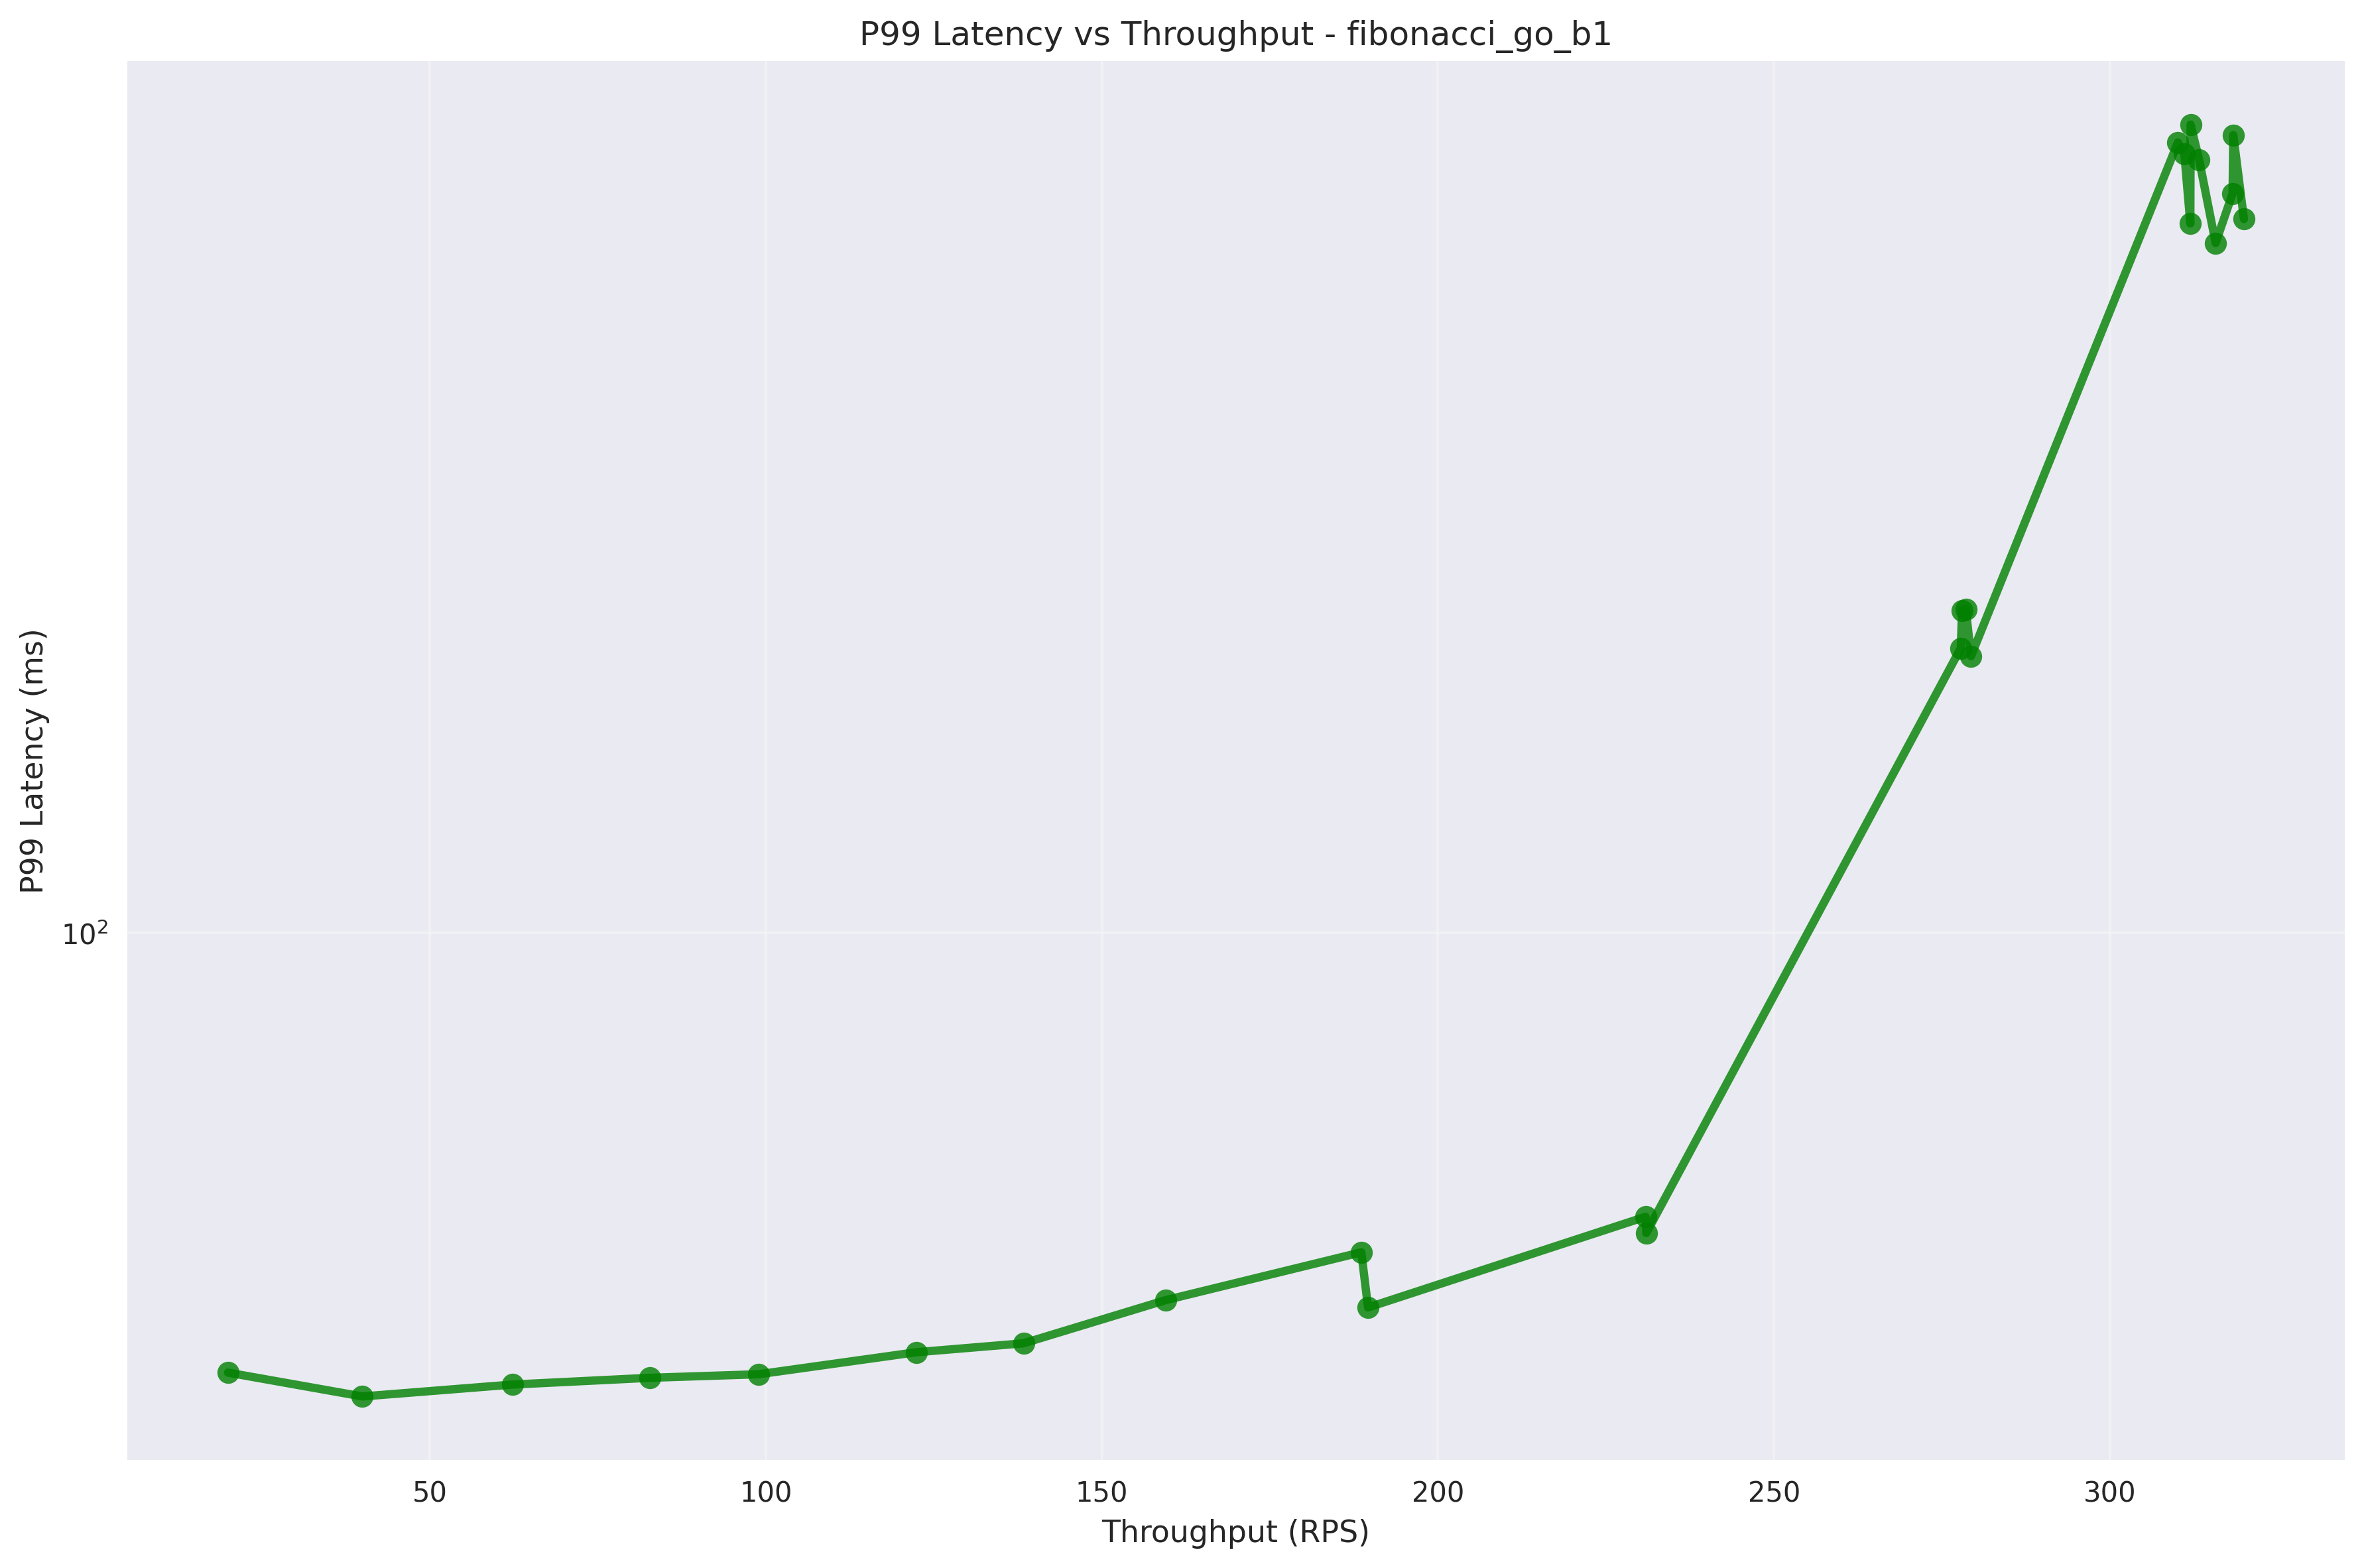 P99 Latency vs Throughput - fibonacci_go_b1
P99 Latency (ms)
10²
50
100
150
200
250
300
Throughput (RPS)